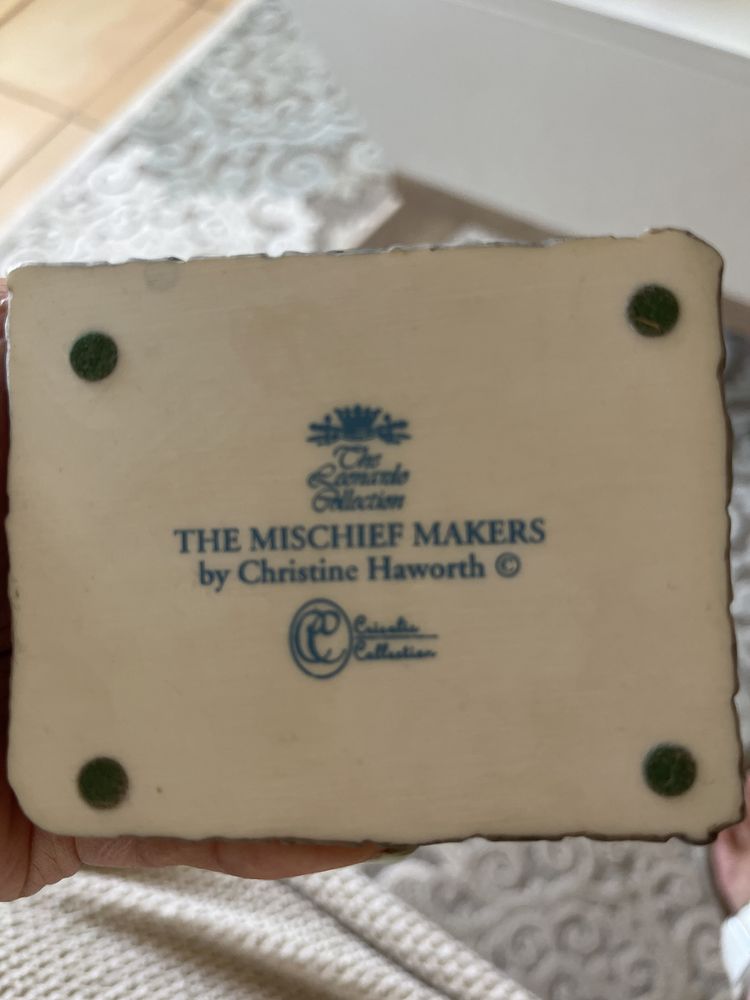 The
Leonardo
Collection
THE MISCHIEF MAKERS
by Christine Haworth ©
Collection